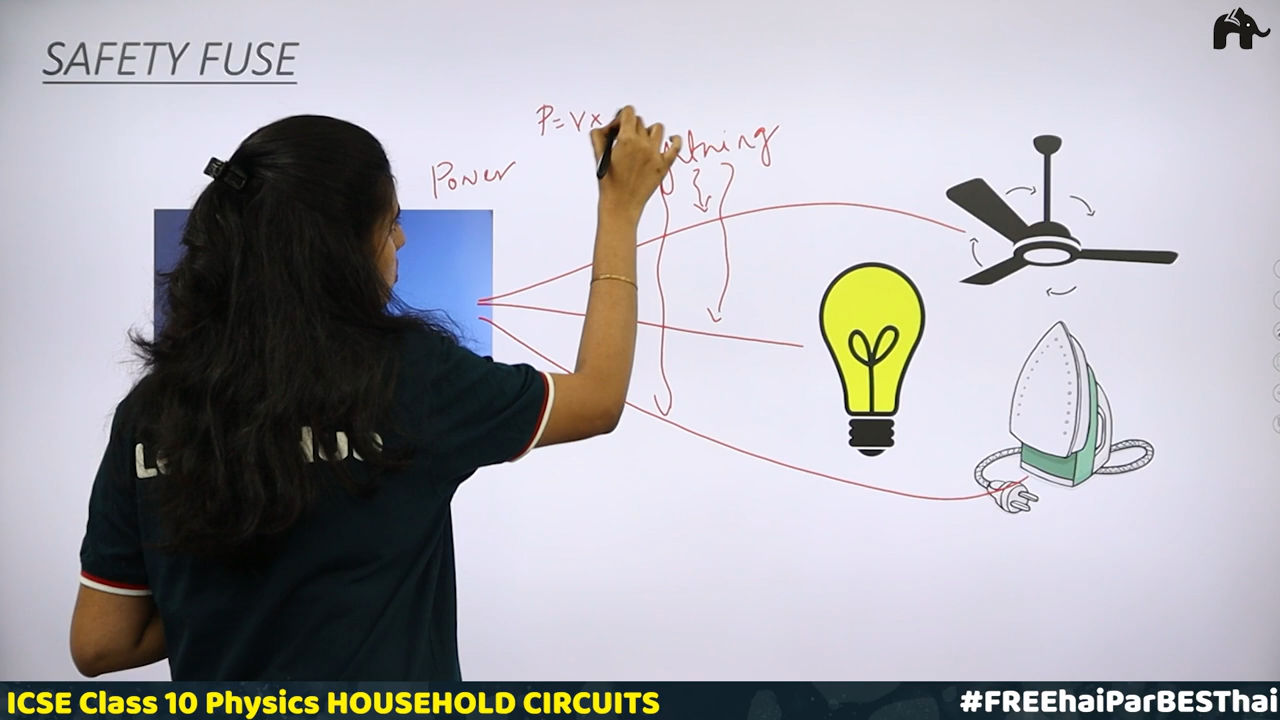 SAFETY FUSE
P=V×
Power
ICSE Class 10 Physics HOUSEHOLD CIRCUITS
#FREEhaiParBESThai